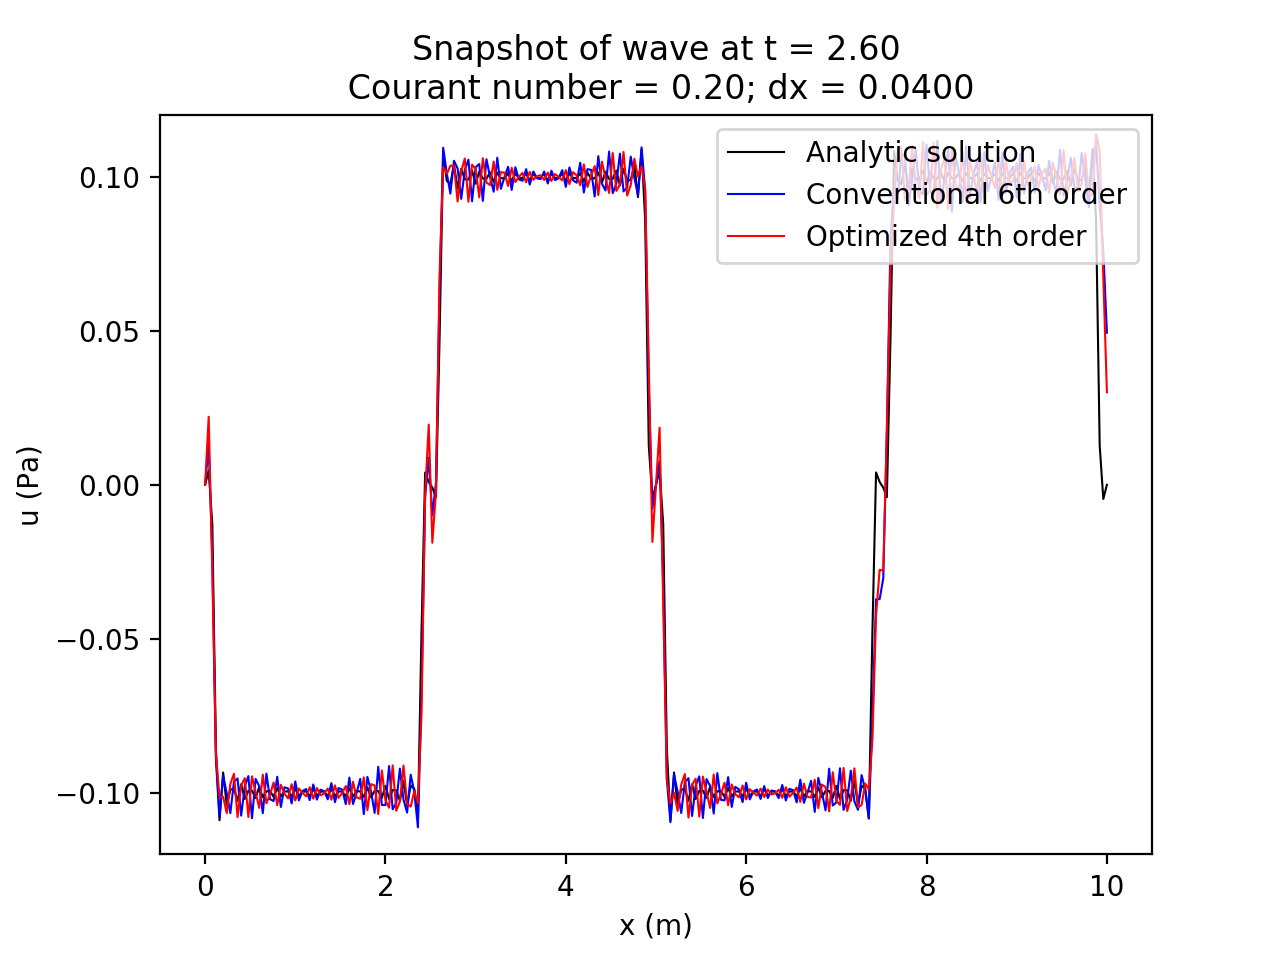 Snapshot of wave at t = 2.60
Courant number = 0.20; dx = 0.0400
Analytic solution
Conventional 6th order
Optimized 4th order
0.10
0.05
0.00
−0.05
−0.10
u (Pa)
0 2 4 6 8 10
x (m)